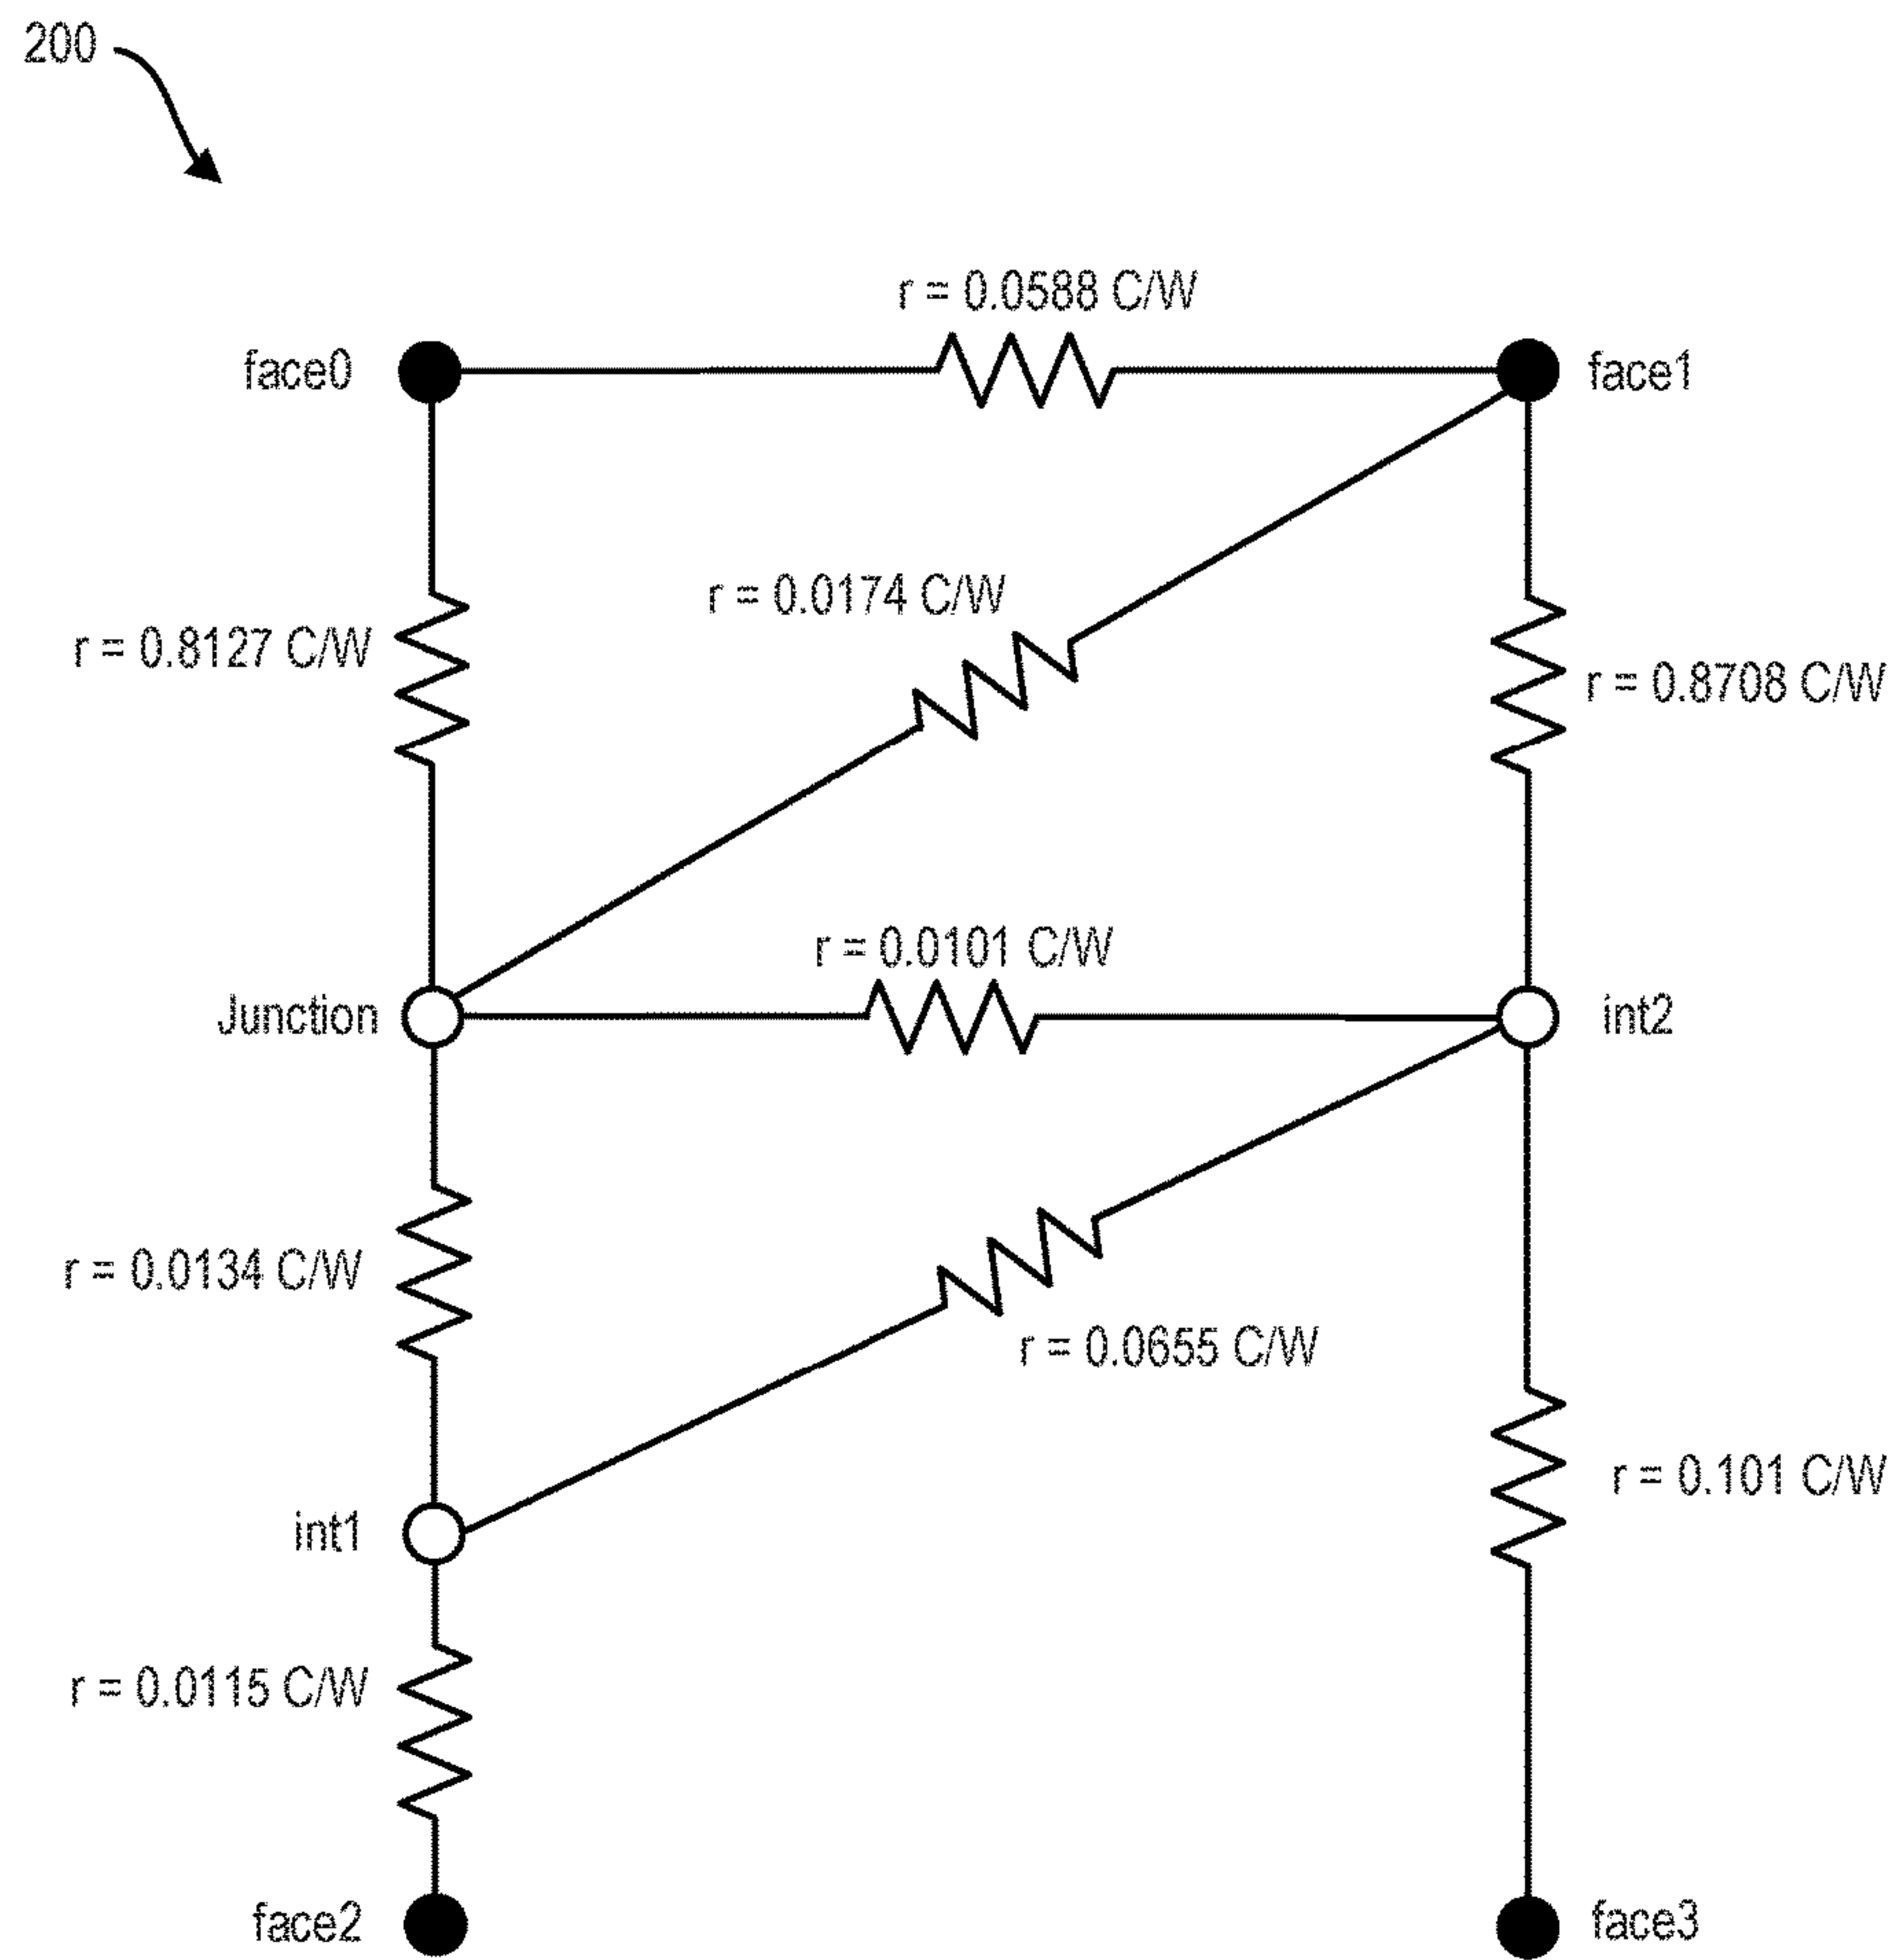 200
r = 0.0588 C/W
face0
face1
r = 0.0174 C/W
r = 0.8127 C/W
r = 0.8708 C/W
r = 0.0101 C/W
Junction
int2
r = 0.0134 C/W
r = 0.0655 C/W
r = 0.101 C/W
int1
r = 0.0115 C/W
face2
face3